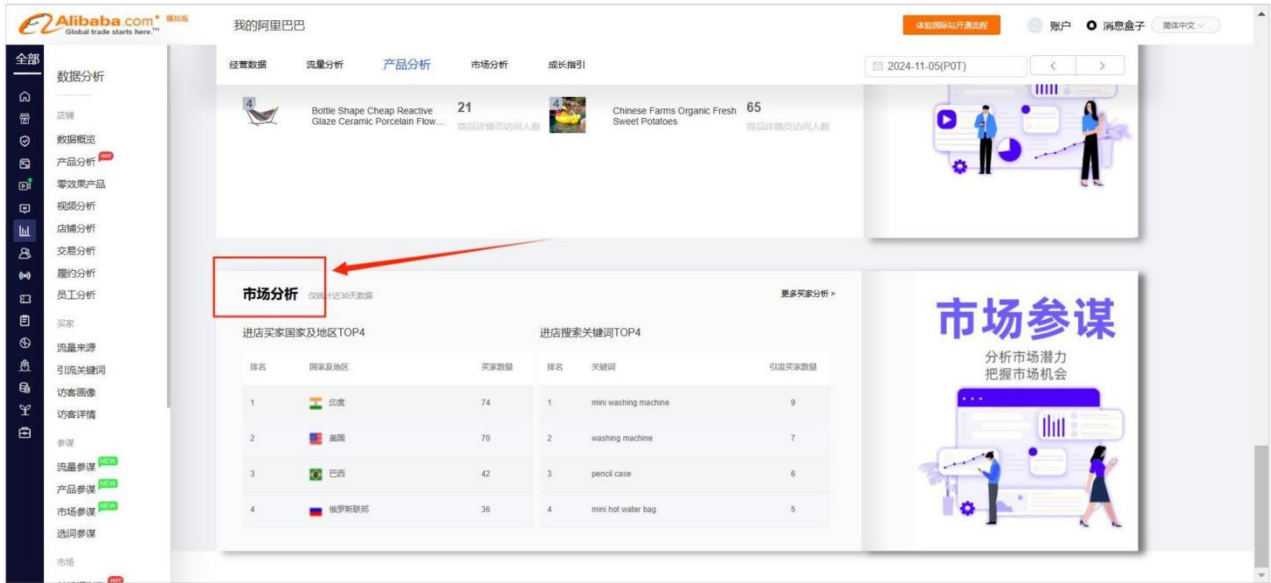 Alibaba.com 模拟版
Global trade starts here.™
我的阿里巴巴
体验国际站开通流程
账户
消息盒子
简体中文
全部
数据分析
店铺
数据概览
产品分析 HOT
零效果产品
视频分析
店铺分析
交易分析
履约分析
员工分析
买家
流量来源
引流关键词
访客画像
访客详情
参谋
流量参谋 NEW
产品参谋 NEW
市场参谋 NEW
选词参谋
市场
HOT
经营数据 流量分析 产品分析 市场分析 成长指引
2024-11-05(P0T)
4
Bottle Shape Cheap Reactive
Glaze Ceramic Porcelain Flow...
21
商品详情页访问人数
4
Chinese Farms Organic Fresh
Sweet Potatoes
65
商品详情页访问人数
市场分析 仅统计近30天数据
更多买家分析 >
进店买家国家及地区TOP4
排名 国家及地区 买家数量
1 印度 74
2 美国 70
3 巴西 42
4 俄罗斯联邦 36
进店搜索关键词TOP4
排名 关键词 引流买家数量
1 mini washing machine 9
2 washing machine 7
3 pencil case 6
4 mini hot water bag 5
市场参谋
分析市场潜力
把握市场机会